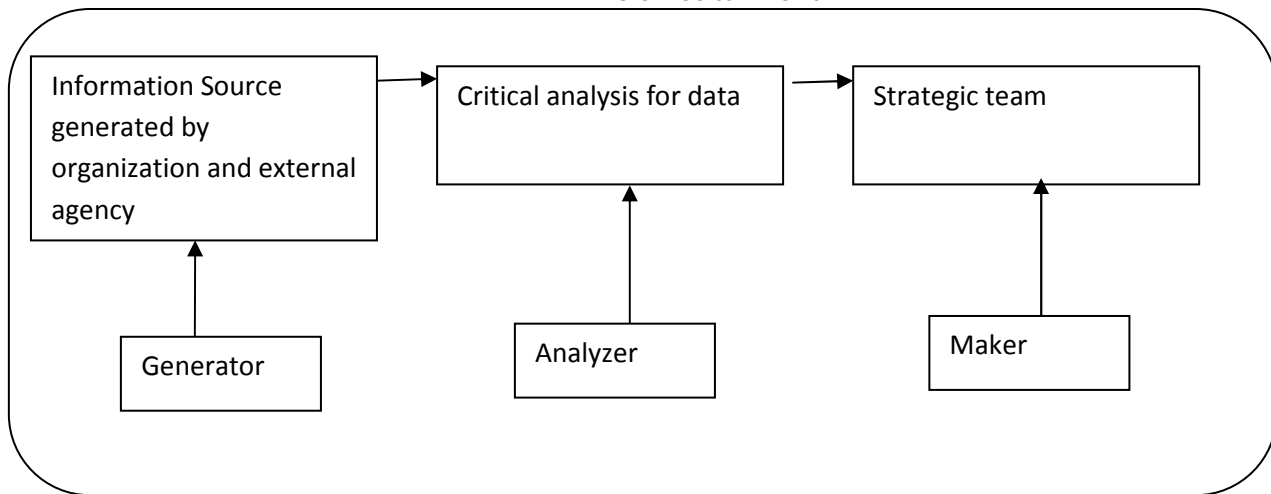 Information Source
generated by
organization and external
agency
Critical analysis for data
Strategic team
Generator
Analyzer
Maker